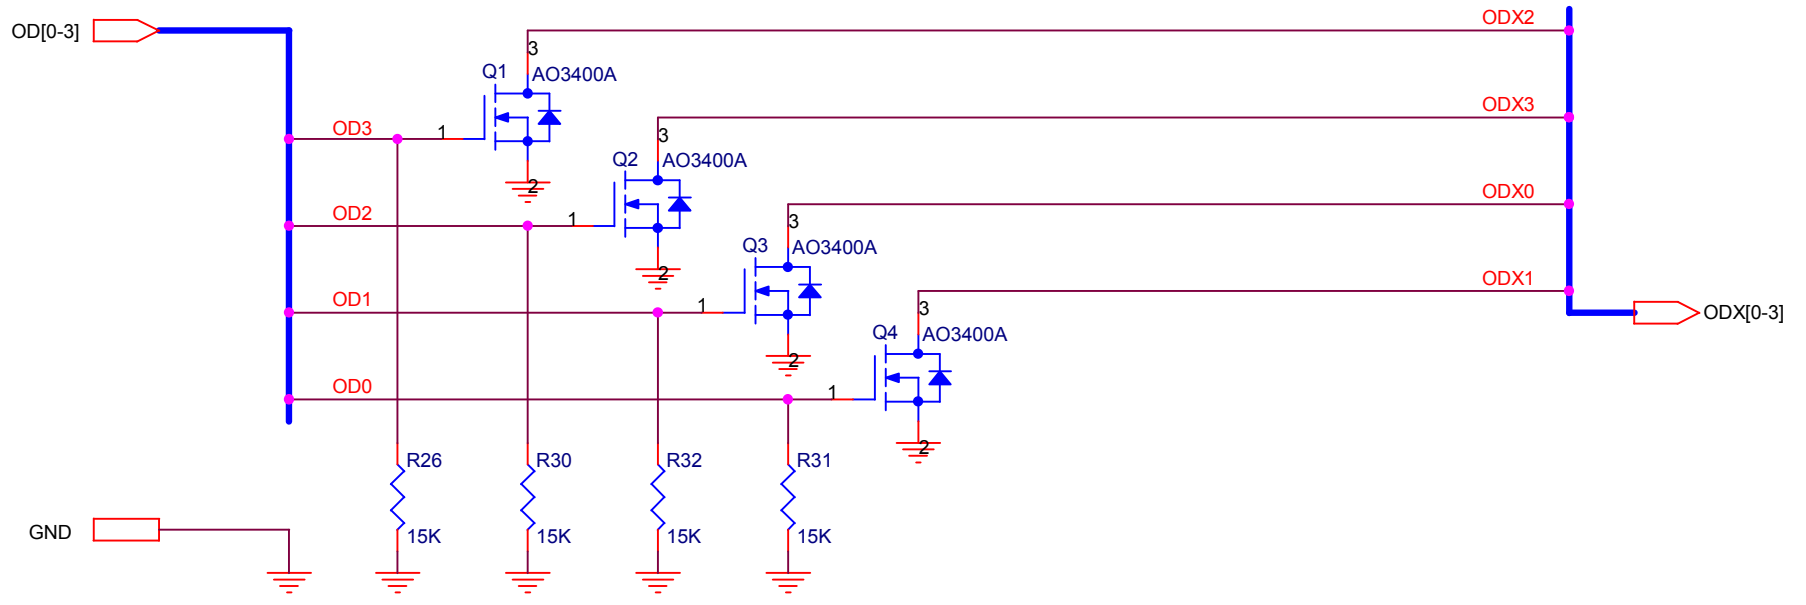 ODX2
OD[0-3]
3
Q1
AO3400A
ODX3
OD3
1
3
Q2
AO3400A
2
ODX0
OD2
1
3
Q3
AO3400A
2
ODX1
OD1
1
3
ODX[0-3]
Q4
AO3400A
2
OD0
1
2
R26
R30
R32
R31
GND
15K
15K
15K
15K